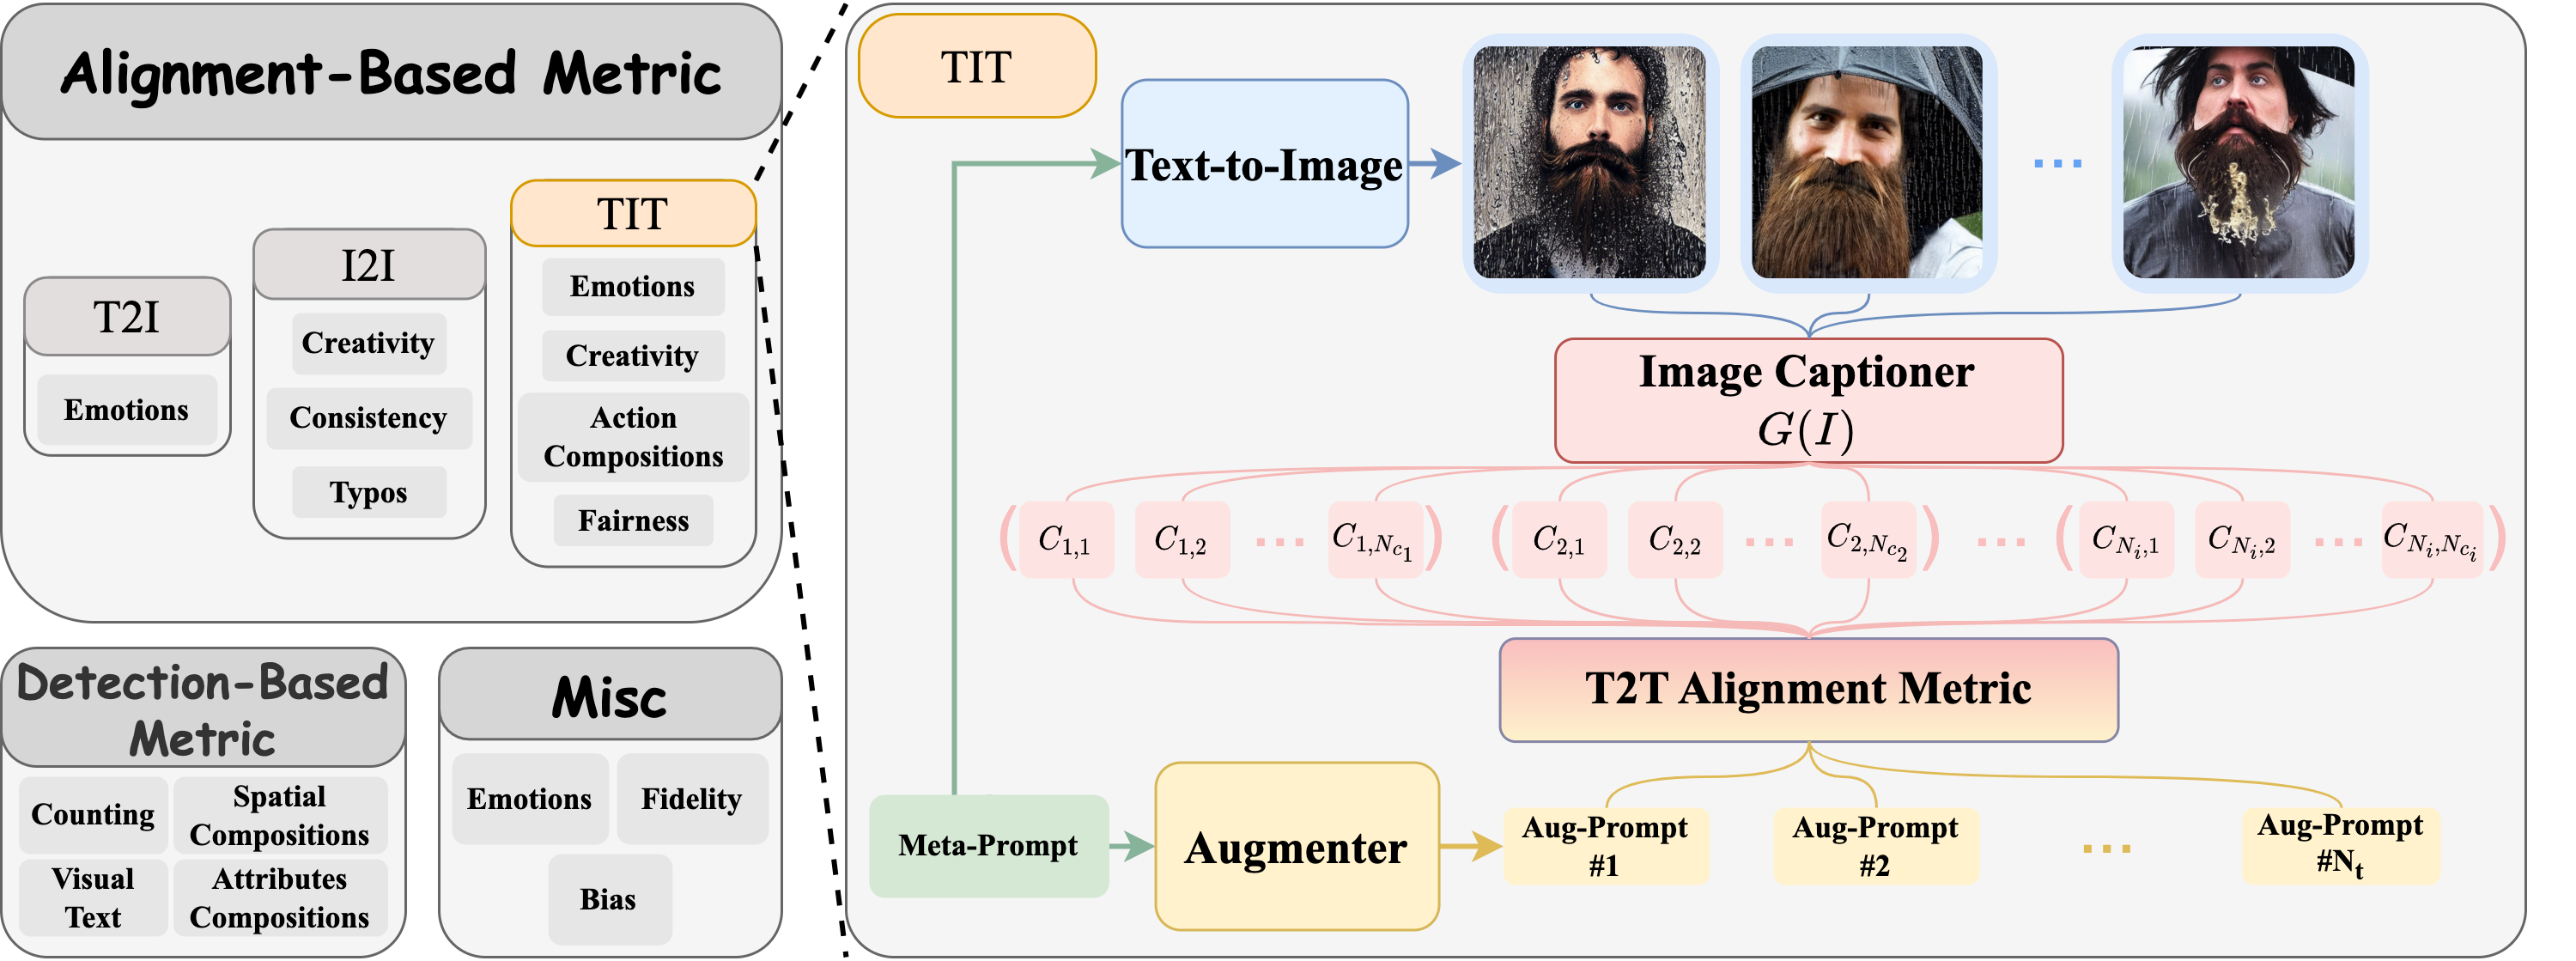 Alignment-Based Metric
T2I
Emotions
I2I
Creativity
Consistency
Typos
TIT
Emotions
Creativity
Action
Compositions
Fairness
Detection-Based
Metric
Counting
Spatial
Compositions
Visual
Text
Attributes
Compositions
Misc
Emotions
Fidelity
Bias
TIT
Text-to-Image
...
Image Captioner
G(I)
( C_{1,1} C_{1,2} ... C_{1,N_{c_1}} ) ( C_{2,1} C_{2,2} ... C_{2,N_{c_2}} ) ... ( C_{N_i,1} C_{N_i,2} ... C_{N_i,N_{c_i}} )
T2T Alignment Metric
Meta-Prompt
Augmenter
Aug-Prompt
#1
Aug-Prompt
#2
...
Aug-Prompt
#N_t